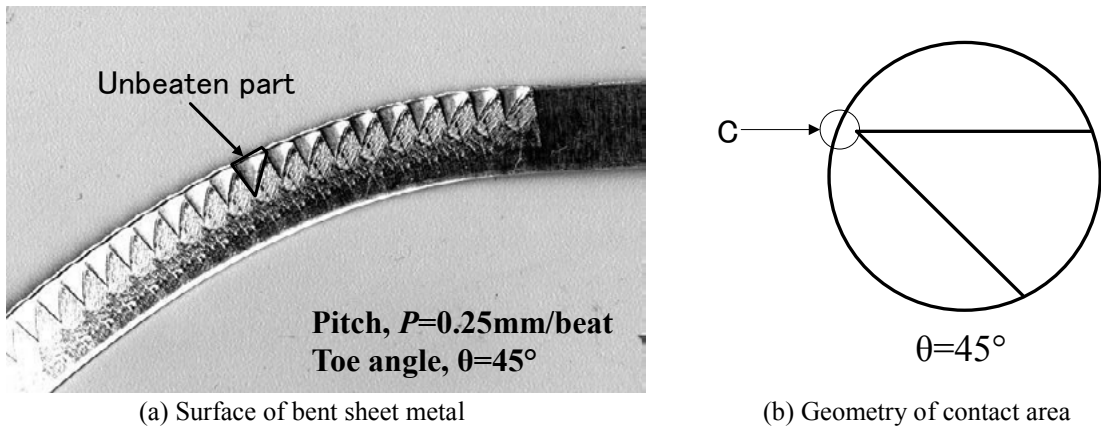 Unbeaten part
Pitch, P=0.25mm/beat
Toe angle, θ=45°
(a) Surface of bent sheet metal
C
θ=45°
(b) Geometry of contact area